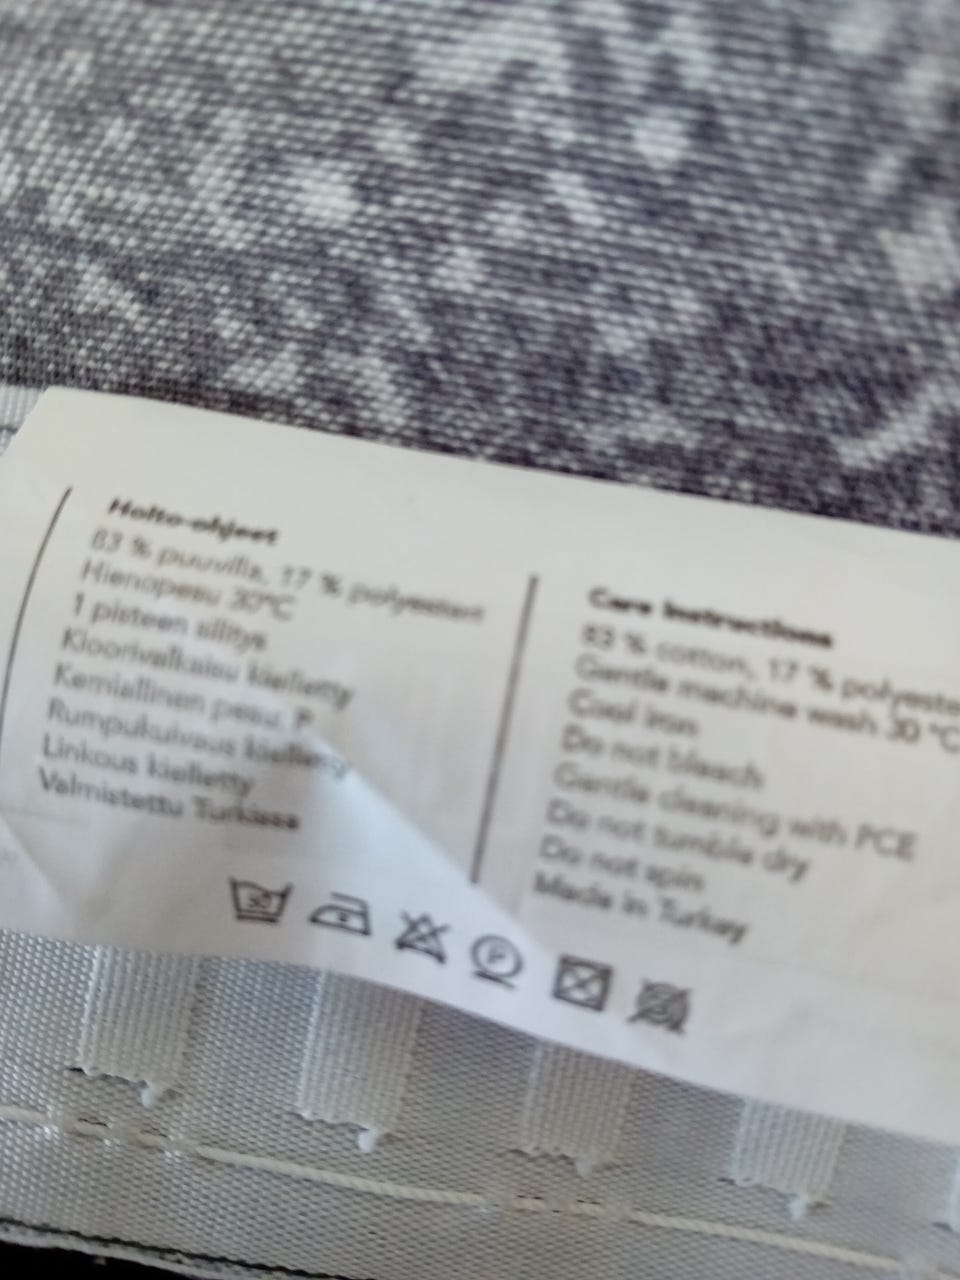 Hoito-ohjeet
83 % puuvilla, 17 % polyesteri
Hienopesu 30°C
1 pisteen silitys
Kloorivalkaisu kielletty
Kemiallinen pesu: P
Rumpukuivaus kielletty
Linkous kielletty
Valmistettu Turkissa
Care instructions
83 % cotton, 17 % polyeste
Gentle machine wash 30 °C
Cool iron
Do not bleach
Gentle cleaning with PCE
Do not tumble dry
Do not spin
Made in Turkey
30
P